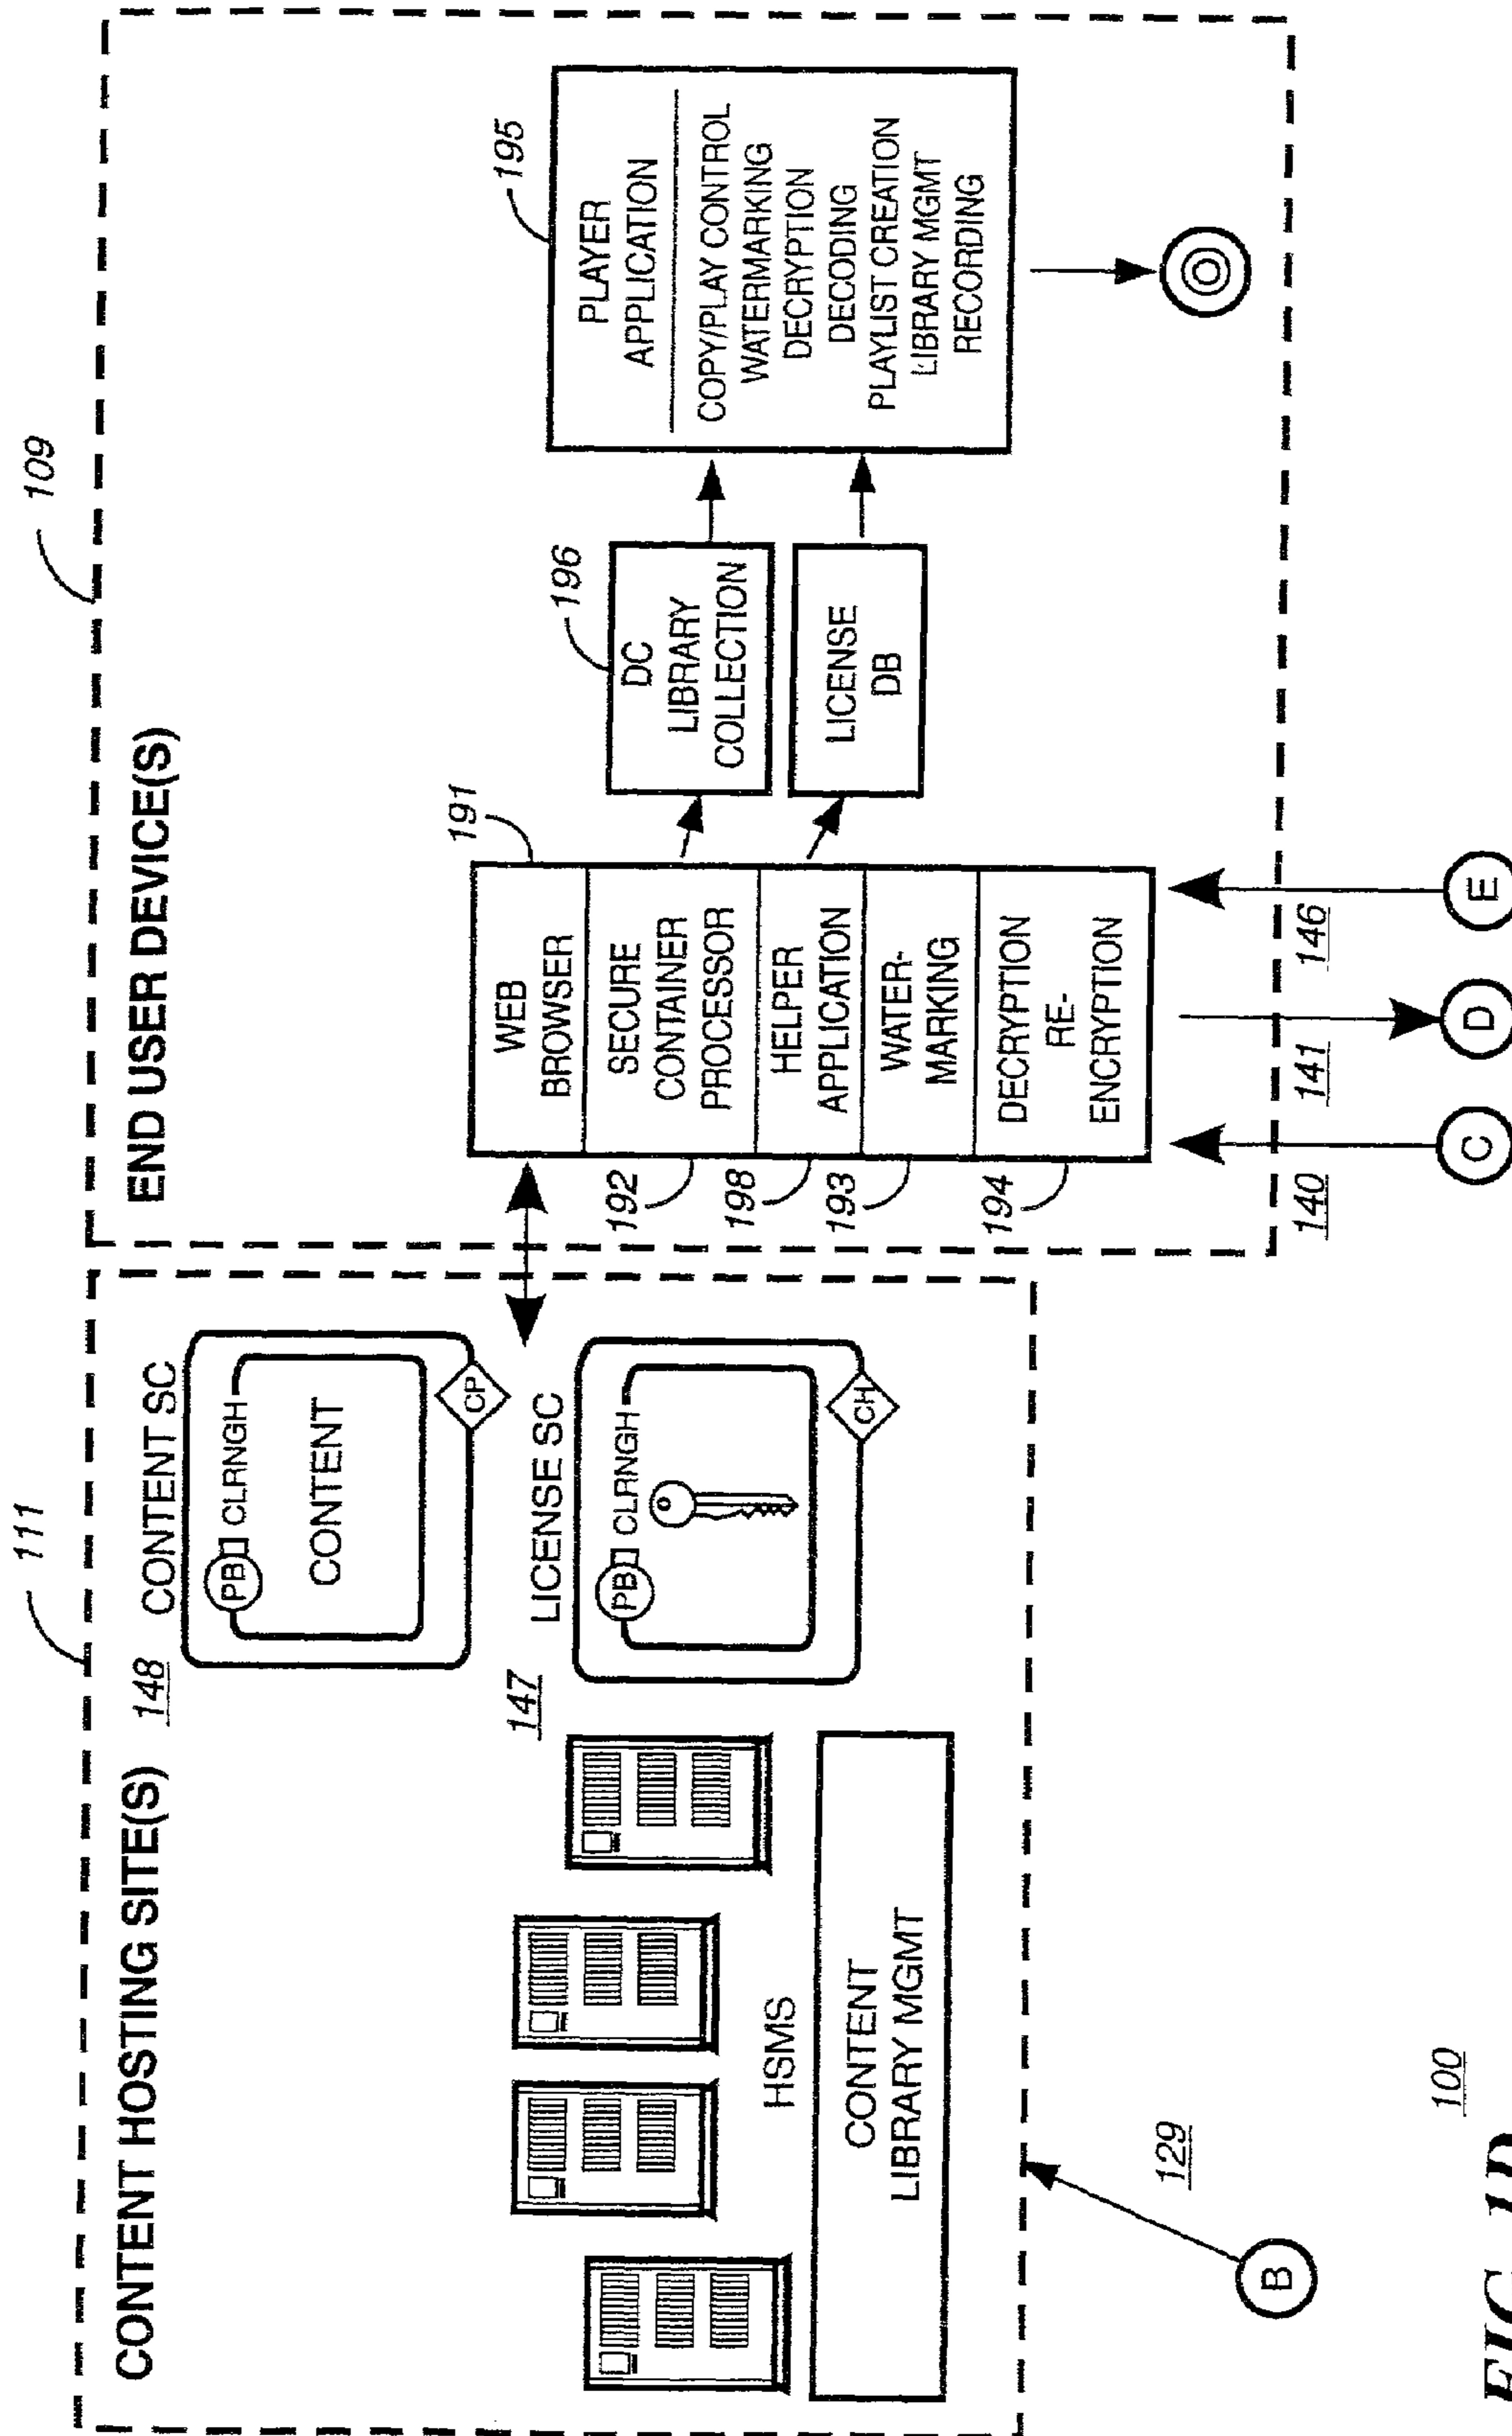 111
109
CONTENT HOSTING SITE(S)
148
CONTENT SC
PB
CLRNGH
CONTENT
CP
147
LICENSE SC
PB
CLRNGH
CH
HSMS
CONTENT
LIBRARY MGMT
129
B
END USER DEVICE(S)
191
WEB
BROWSER
SECURE
CONTAINER
PROCESSOR
HELPER
APPLICATION
WATER-
MARKING
DECRYPTION
RE-
ENCRYPTION
192
198
193
194
196
DC
LIBRARY
COLLECTION
LICENSE
DB
195
PLAYER
APPLICATION
COPY/PLAY CONTROL
WATERMARKING
DECRYPTION
DECODING
PLAYLIST CREATION
LIBRARY MGMT
RECORDING
140
141
146
C
D
E
100